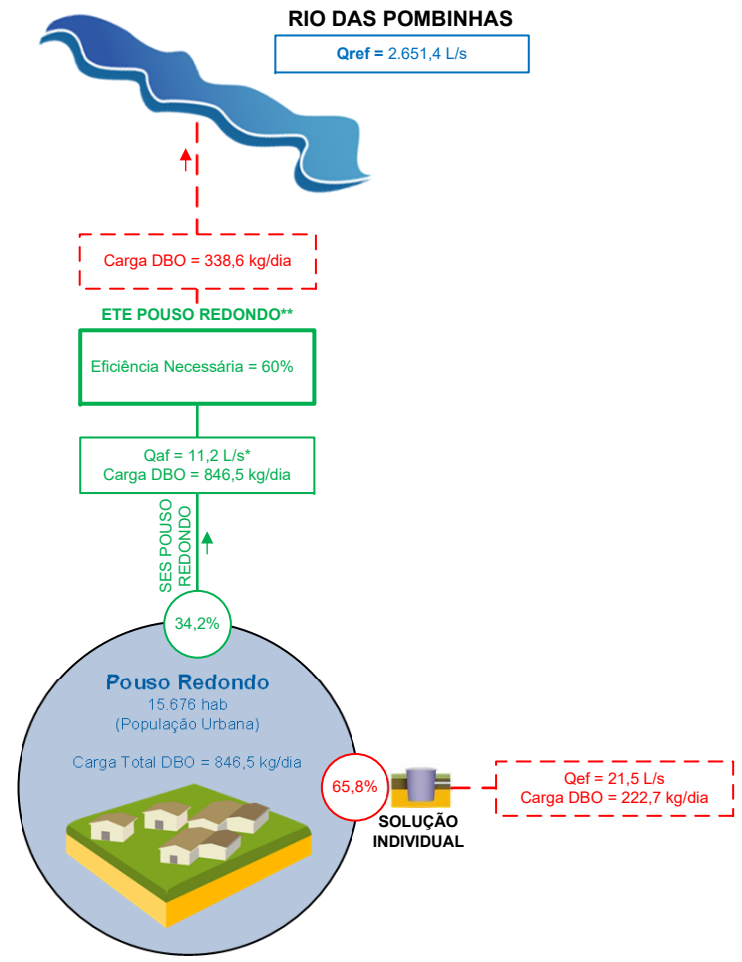 RIO DAS POMBINHAS
Qref = 2.651,4 L/s
Carga DBO = 338,6 kg/dia
ETE POUSO REDONDO**
Eficiência Necessária = 60%
Qaf = 11,2 L/s*
Carga DBO = 846,5 kg/dia
SES POUSO
REDONDO
34,2%
Pouso Redondo
15.676 hab
(População Urbana)
Carga Total DBO = 846,5 kg/dia
65,8%
SOLUÇÃO
INDIVIDUAL
Qef = 21,5 L/s
Carga DBO = 222,7 kg/dia